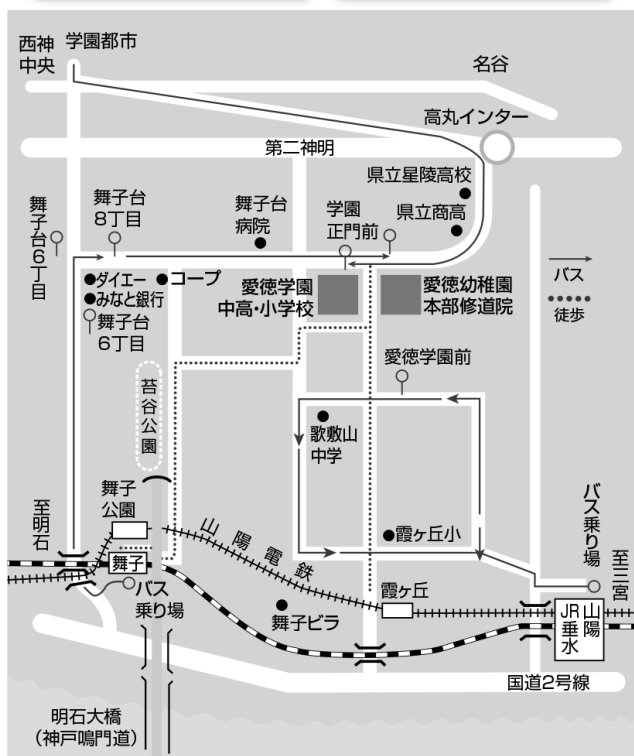 西神
中央
学園都市
名谷
高丸インター
第二神明
県立星陵高校
県立商高
舞子台
8丁目
舞子台
病院
学園
正門前
舞子台6丁目
バス
徒歩
ダイエー
コープ
みなと銀行
舞子台
6丁目
愛徳学園
中高・小学校
愛徳幼稚園
本部修道院
愛徳学園前
苔谷公園
歌敷山
中学
舞子
公園
至明石
山陽電鉄
霞ヶ丘小
バス乗り場
至三宮
舞子
バス
乗り場
霞ヶ丘
舞子ビラ
山陽
JR垂水
国道2号線
明石大橋
(神戸鳴門道)